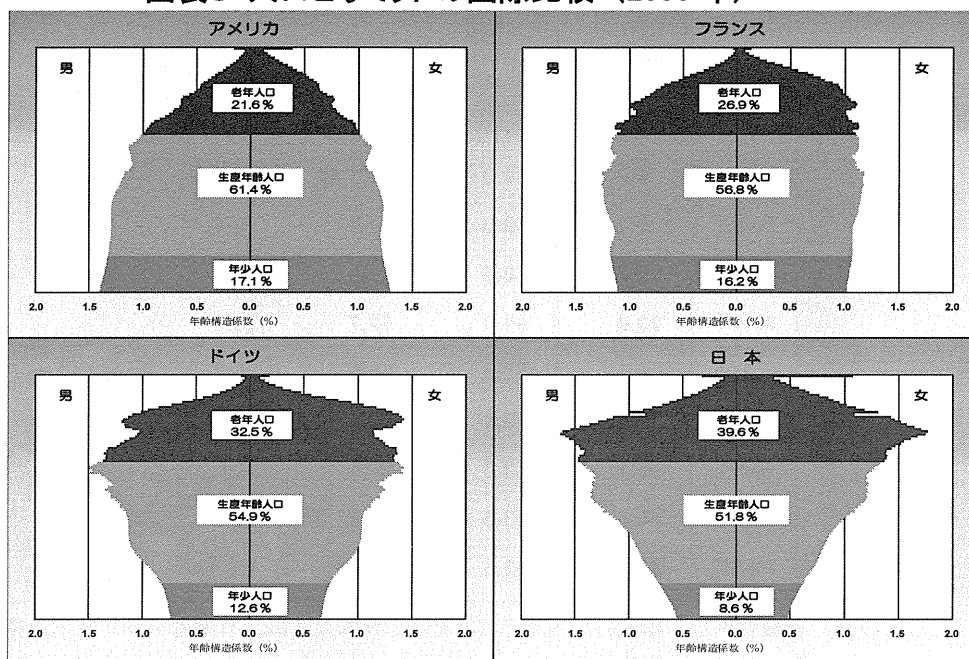 アメリカ
男
女
老年人口
21.6%
生産年齢人口
61.4%
年少人口
17.1%
2.0 1.5 1.0 0.5 0.0 0.5 1.0 1.5 2.0
年齢構造係数 (%)
フランス
男
女
老年人口
26.9%
生産年齢人口
56.8%
年少人口
16.2%
2.0 1.5 1.0 0.5 0.0 0.5 1.0 1.5 2.0
年齢構造係数 (%)
ドイツ
男
女
老年人口
32.5%
生産年齢人口
54.9%
年少人口
12.6%
2.0 1.5 1.0 0.5 0.0 0.5 1.0 1.5 2.0
年齢構造係数 (%)
日 本
男
女
老年人口
39.6%
生産年齢人口
51.8%
年少人口
8.6%
2.0 1.5 1.0 0.5 0.0 0.5 1.0 1.5 2.0
年齢構造係数 (%)